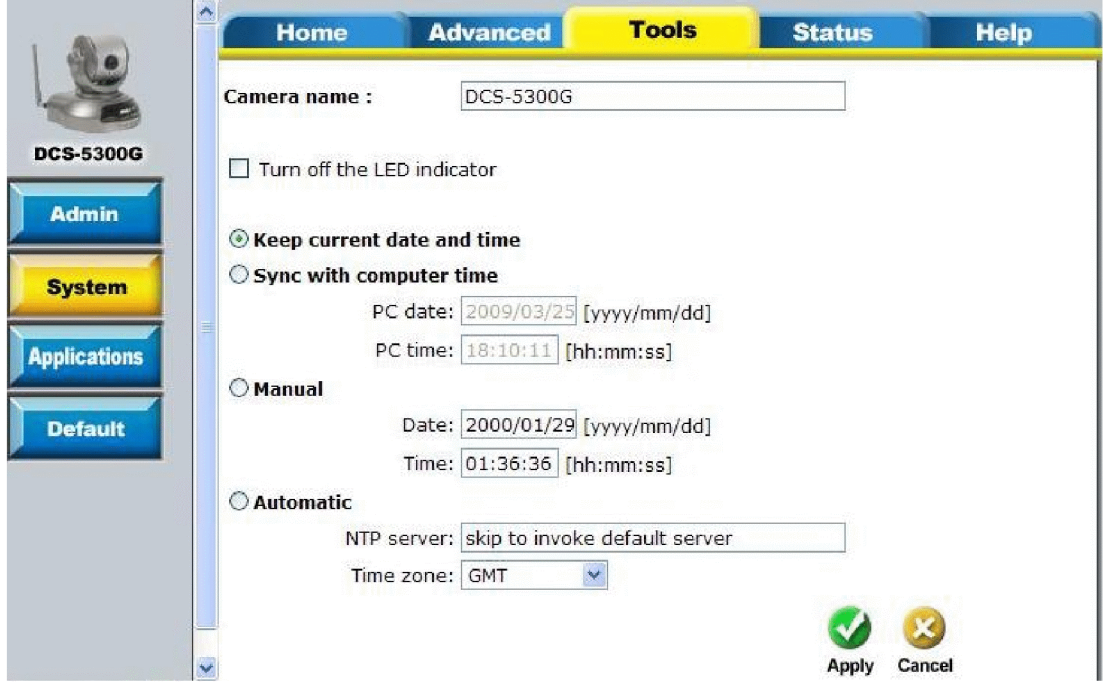 Home Advanced Tools Status Help
DCS-5300G
Admin
System
Applications
Default
Camera name : DCS-5300G
Turn off the LED indicator
Keep current date and time
Sync with computer time
PC date: 2009/03/25 [yyyy/mm/dd]
PC time: 18:10:11 [hh:mm:ss]
Manual
Date: 2000/01/29 [yyyy/mm/dd]
Time: 01:36:36 [hh:mm:ss]
Automatic
NTP server: skip to invoke default server
Time zone: GMT
Apply Cancel